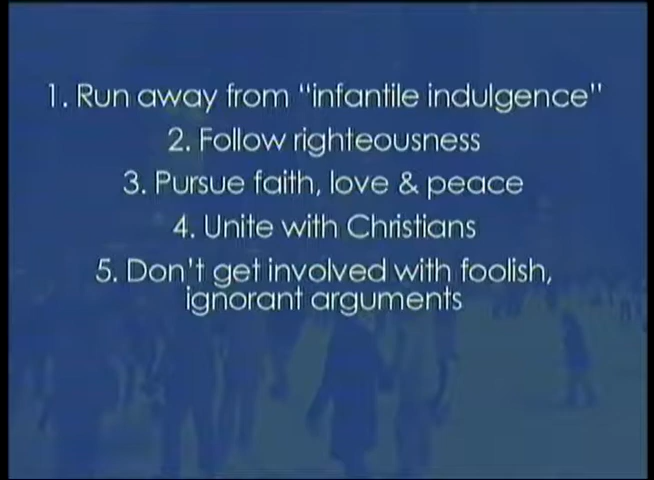 1. Run away from "infantile indulgence"
2. Follow righteousness
3. Pursue faith, love & peace
4. Unite with Christians
5. Don't get involved with foolish,
ignorant arguments